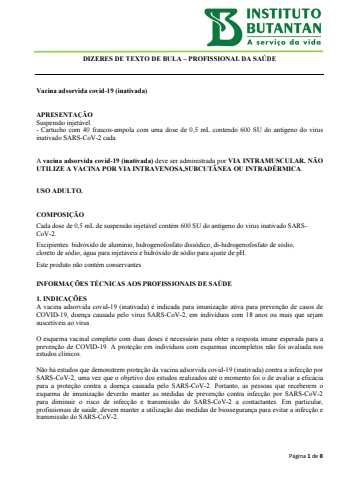 INSTITUTO
BUTANTAN
A serviço da vida
DIZERES DE TEXTO DE BULA – PROFISSIONAL DA SAÚDE
Vacina adsorvida covid-19 (inativada)
APRESENTAÇÃO
Suspensão injetável.
- Cartucho com 40 frascos-ampola com uma dose de 0,5 mL contendo 600 SU do antígeno do vírus
inativado SARS-CoV-2 cada.
A vacina adsorvida covid-19 (inativada) deve ser administrada por VIA INTRAMUSCULAR. NÃO
UTILIZE A VACINA POR VIA INTRAVENOSA,SUBCUTÂNEA OU INTRADÉRMICA.
USO ADULTO.
COMPOSIÇÃO
Cada dose de 0,5 mL de suspensão injetável contém 600 SU do antígeno do vírus inativado SARS-
CoV-2.
Excipientes: hidróxido de alumínio, hidrogenofosfato dissódico, di-hidrogenofosfato de sódio,
cloreto de sódio, água para injetáveis e hidróxido de sódio para ajuste de pH.
Este produto não contém conservantes
INFORMAÇÕES TÉCNICAS AOS PROFISSIONAIS DE SAÚDE
1. INDICAÇÕES
A vacina adsorvida covid-19 (inativada) é indicada para imunização ativa para prevenção de casos de
COVID-19, doença causada pelo vírus SARS-CoV-2, em indivíduos com 18 anos ou mais que sejam
suscetíveis ao vírus.
O esquema vacinal completo com duas doses é necessário para obter a resposta imune esperada para a
prevenção de COVID-19. A proteção em indivíduos com esquemas incompletos não foi avaliada nos
estudos clínicos.
Não há estudos que demonstrem proteção da vacina adsorvida covid-19 (inativada) contra a infecção por
SARS-CoV-2, uma vez que o objetivo dos estudos realizados até o momento foi o de avaliar a eficácia
para a proteção contra a doença causada pelo SARS-CoV-2. Portanto, as pessoas que receberem o
esquema de imunização deverão manter as medidas de prevenção contra infecção por SARS-CoV-2
para diminuir o risco de infecção e transmissão do SARS-CoV-2 a contactantes. Em particular,
profissionais de saúde, devem manter a utilização das medidas de biossegurança para evitar a infecção e
transmissão do SARS-CoV-2.
Página 1 de 8